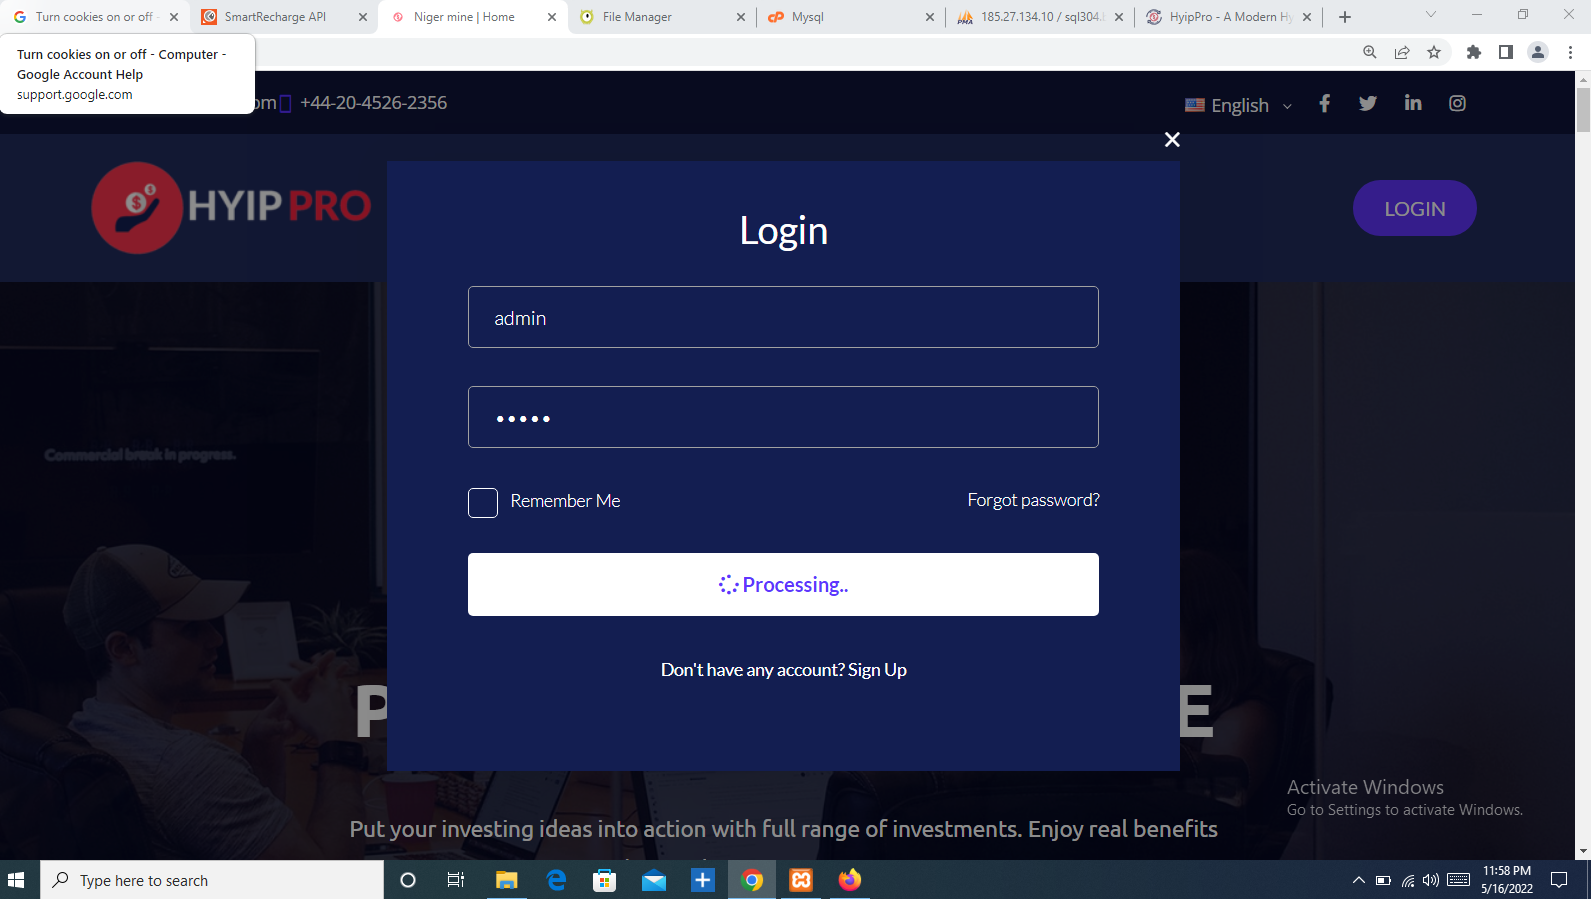 Turn cookies on or off -
SmartRecharge API
Niger mine | Home
File Manager
Mysql
185.27.134.10 / sql304.
HyipPro - A Modern Hy
Turn cookies on or off - Computer -
Google Account Help
support.google.com
om
+44-20-4526-2356
English
HYIP PRO
LOGIN
Login
admin
•••••
Remember Me
Forgot password?
Processing..
Don't have any account? Sign Up
Commercial break in progress.
P
E
Put your investing ideas into action with full range of investments. Enjoy real benefits
Activate Windows
Go to Settings to activate Windows.
Type here to search
11:58 PM
5/16/2022